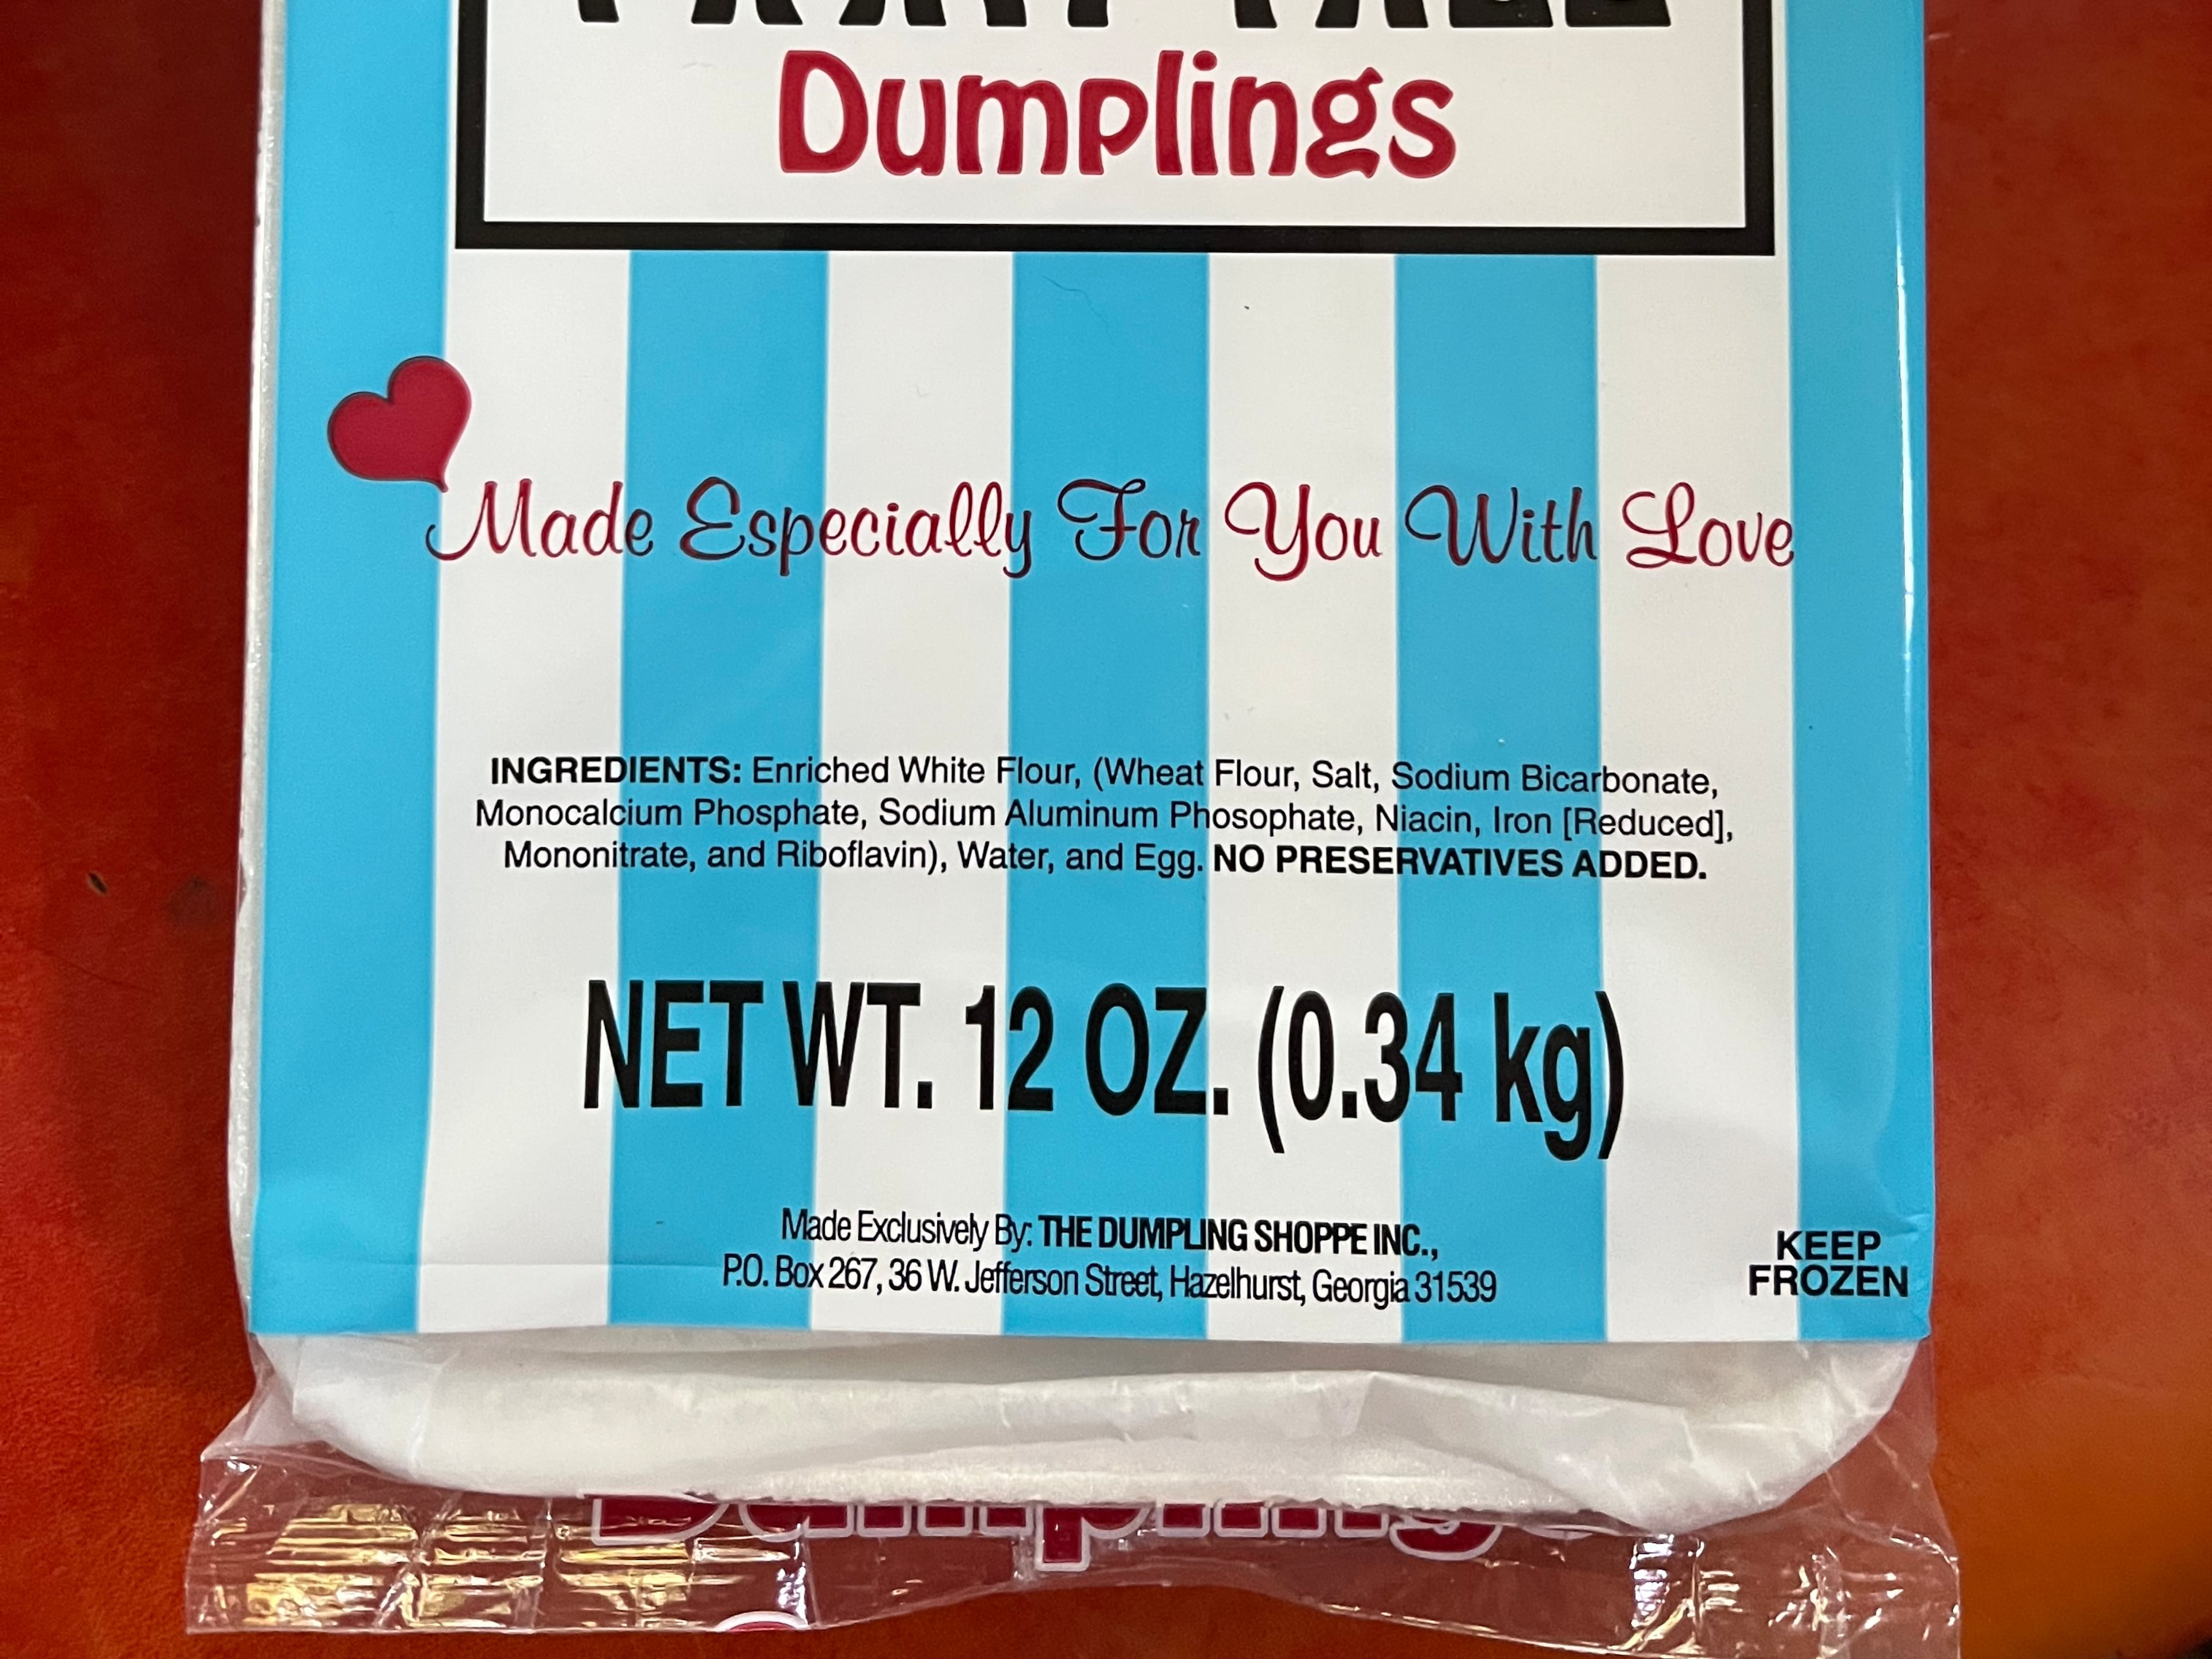 Dumplings
Made Especially For You With Love
INGREDIENTS: Enriched White Flour, (Wheat Flour, Salt, Sodium Bicarbonate,
Monocalcium Phosphate, Sodium Aluminum Phosophate, Niacin, Iron [Reduced],
Mononitrate, and Riboflavin), Water, and Egg. NO PRESERVATIVES ADDED.
NET WT. 12 OZ. (0.34 kg)
Made Exclusively By: THE DUMPLING SHOPPE INC.,
P.O. Box 267, 36 W. Jefferson Street, Hazelhurst, Georgia 31539
KEEP
FROZEN
Dumplings